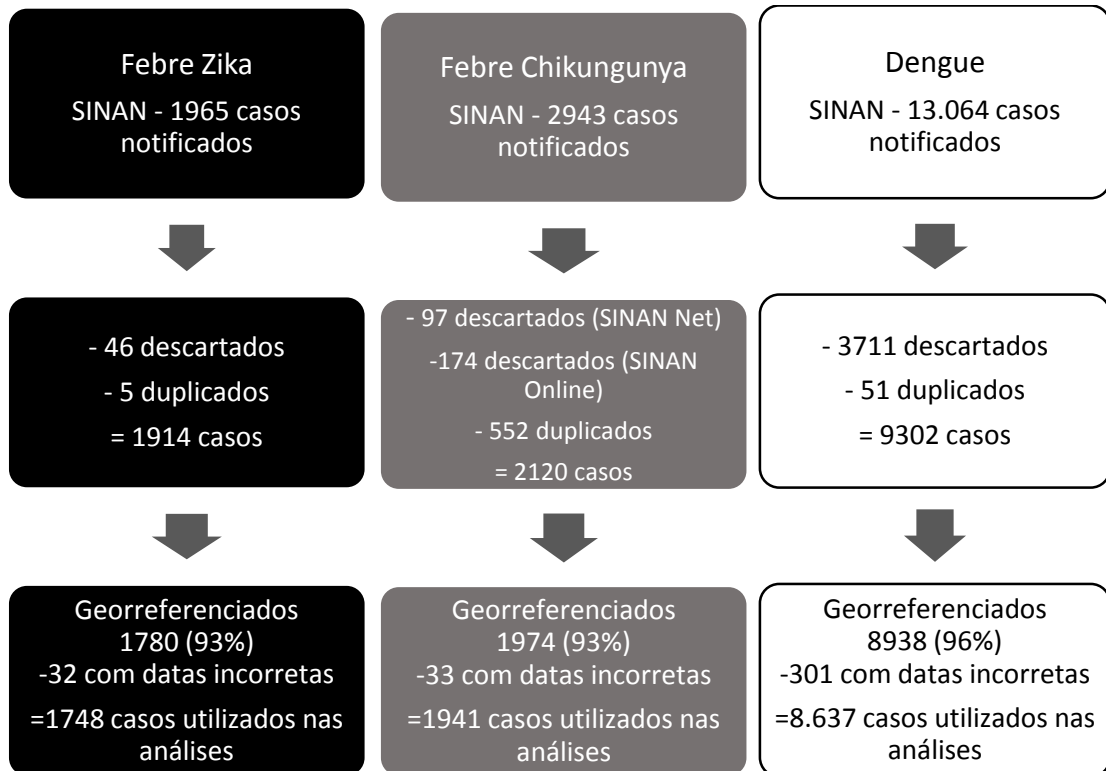 Febre Zika
SINAN - 1965 casos
notificados
- 46 descartados
- 5 duplicados
= 1914 casos
Georreferenciados
1780 (93%)
-32 com datas incorretas
=1748 casos utilizados nas
análises
Febre Chikungunya
SINAN - 2943 casos
notificados
- 97 descartados (SINAN Net)
-174 descartados (SINAN
Online)
- 552 duplicados
= 2120 casos
Georreferenciados
1974 (93%)
-33 com datas incorretas
=1941 casos utilizados nas
análises
Dengue
SINAN - 13.064 casos
notificados
- 3711 descartados
- 51 duplicados
= 9302 casos
Georreferenciados
8938 (96%)
-301 com datas incorretas
=8.637 casos utilizados nas
análises